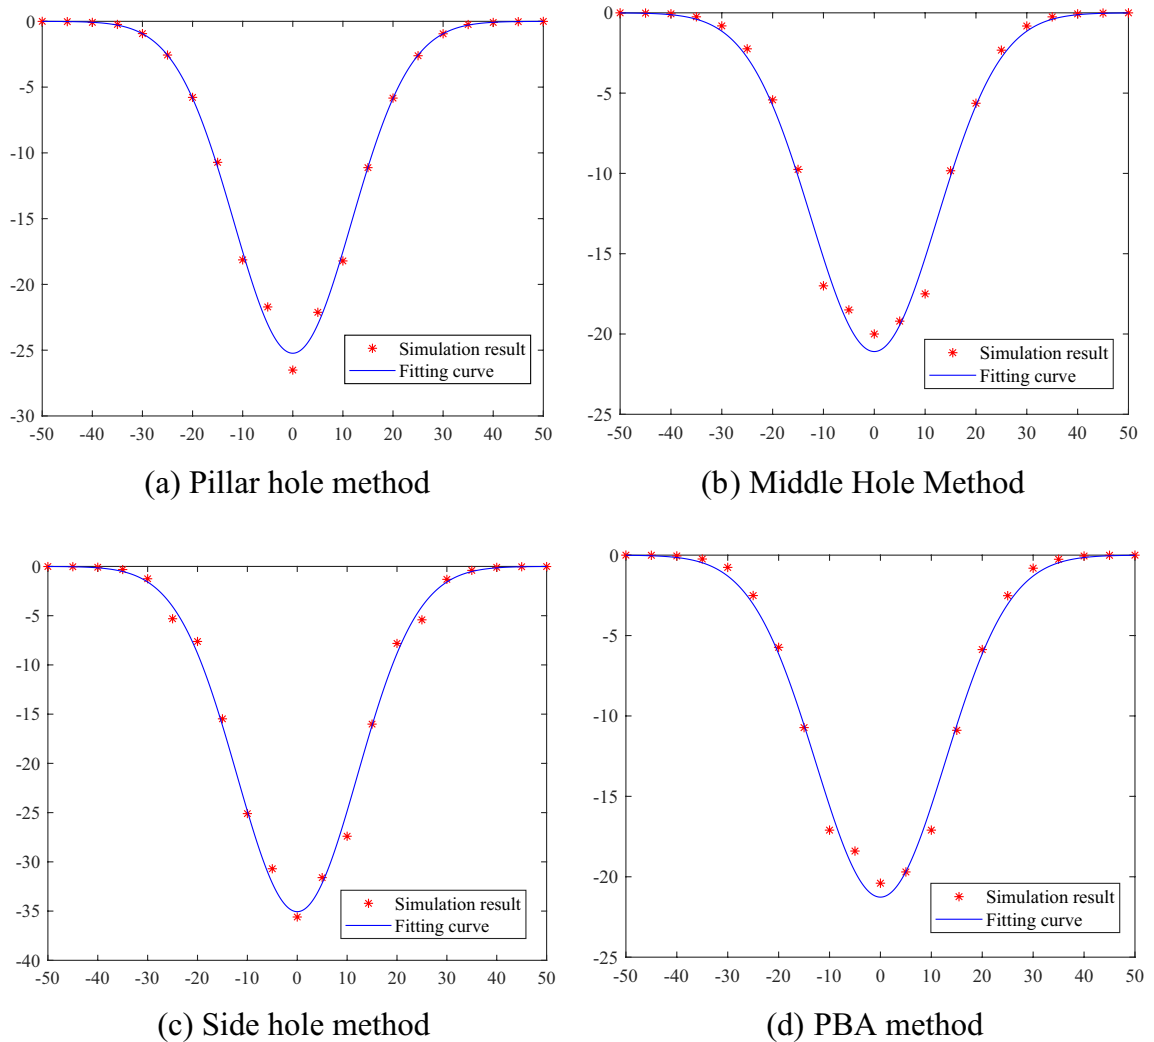 0
-5
-10
-15
-20
-25
-30
-50 -40 -30 -20 -10 0 10 20 30 40 50
Simulation result
Fitting curve
(a) Pillar hole method
0
-5
-10
-15
-20
-25
-50 -40 -30 -20 -10 0 10 20 30 40 50
Simulation result
Fitting curve
(b) Middle Hole Method
0
-5
-10
-15
-20
-25
-30
-35
-40
-50 -40 -30 -20 -10 0 10 20 30 40 50
Simulation result
Fitting curve
(c) Side hole method
0
-5
-10
-15
-20
-25
-50 -40 -30 -20 -10 0 10 20 30 40 50
Simulation result
Fitting curve
(d) PBA method